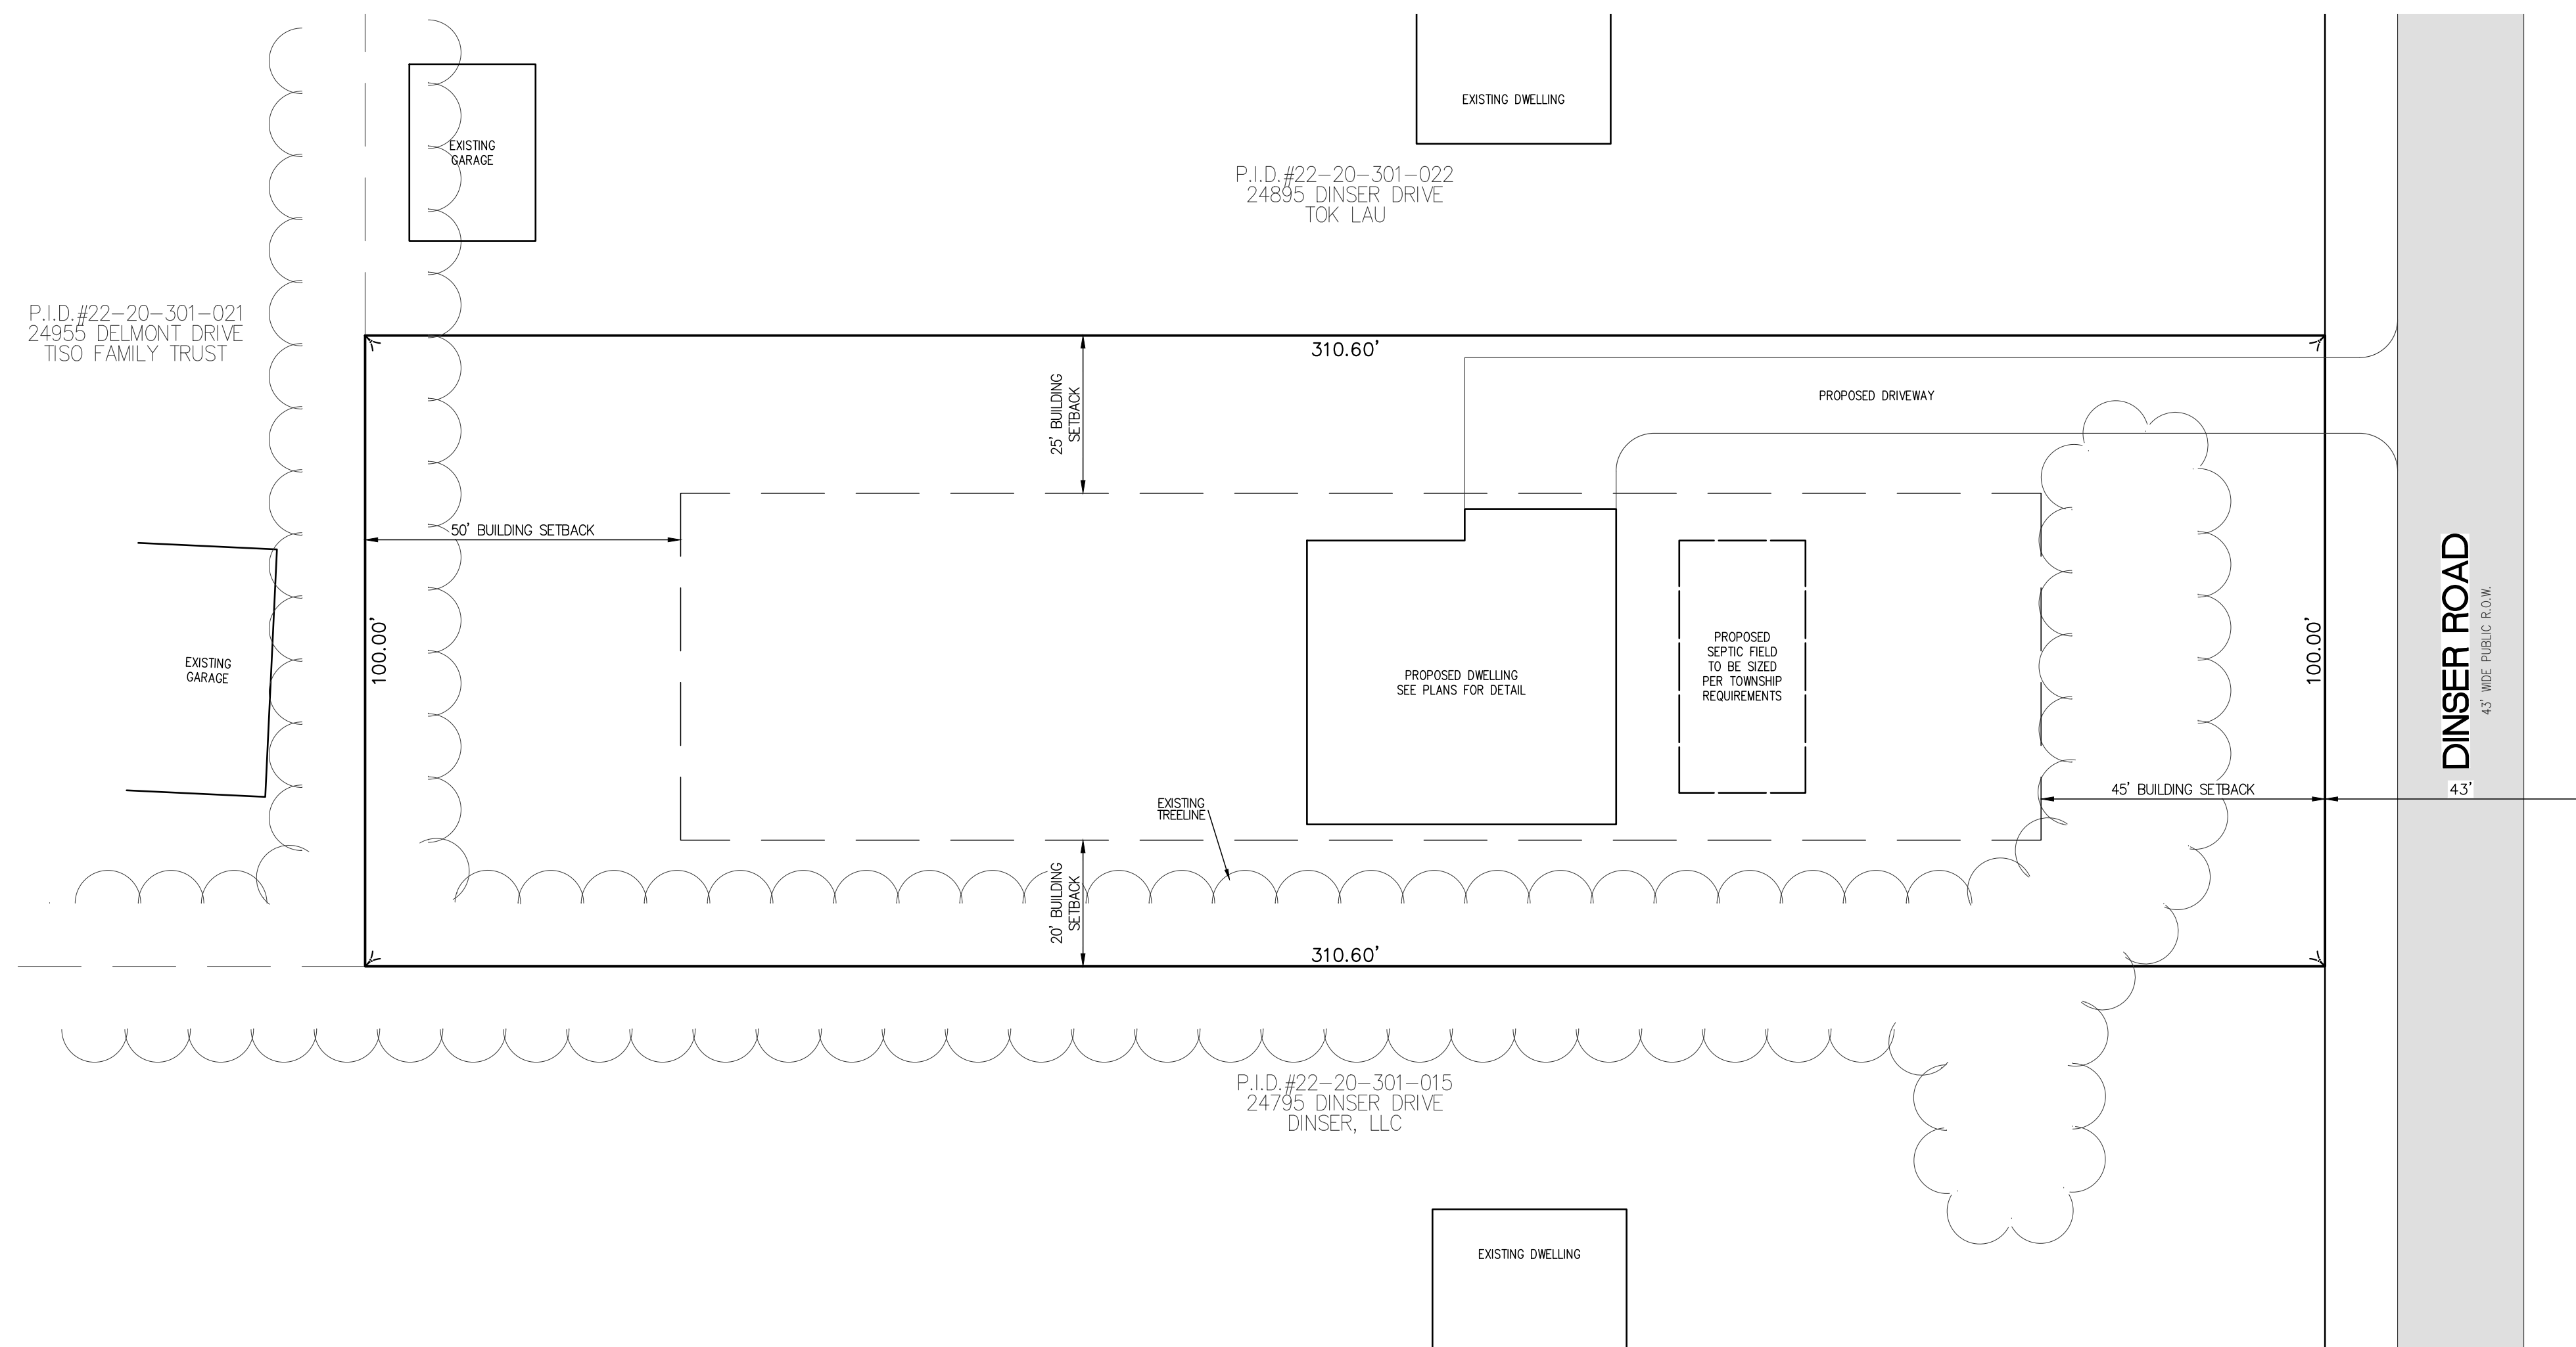 EXISTING DWELLING
EXISTING
GARAGE
P.I.D.#22-20-301-022
24895 DINSER DRIVE
TOK LAU
P.I.D.#22-20-301-021
24955 DELMONT DRIVE
TISO FAMILY TRUST
310.60'
25' BUILDING
SETBACK
PROPOSED DRIVEWAY
50' BUILDING SETBACK
100.00'
EXISTING
GARAGE
PROPOSED DWELLING
SEE PLANS FOR DETAIL
PROPOSED
SEPTIC FIELD
TO BE SIZED
PER TOWNSHIP
REQUIREMENTS
100.00'
DINSER ROAD
43' WIDE PUBLIC R.O.W.
45' BUILDING SETBACK
43'
EXISTING
TREELINE
20' BUILDING
SETBACK
310.60'
P.I.D.#22-20-301-015
24795 DINSER DRIVE
DINSER, LLC
EXISTING DWELLING